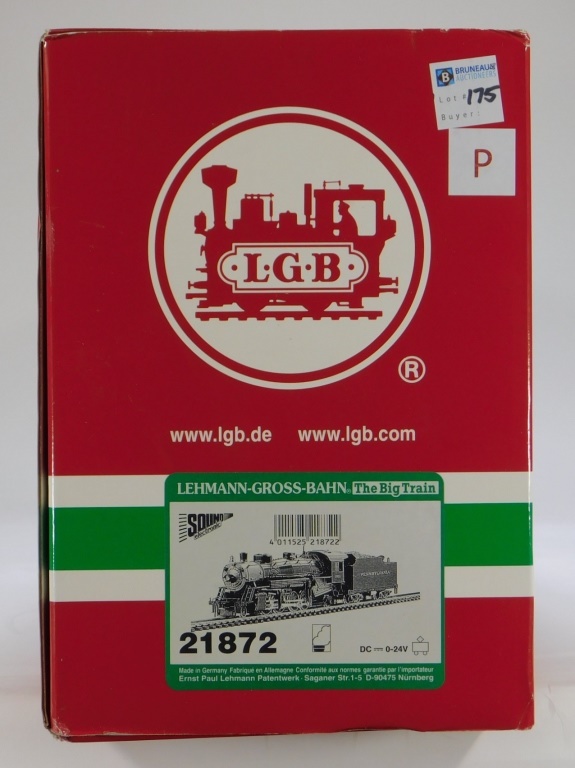 BRUNEAU & CO.
AUCTIONEERS
B
Lot # 175
Buyer:
P
L·G·B
®
www.lgb.de www.lgb.com
LEHMANN-GROSS-BAHN® The Big Train
SOUND
4 011525 218722
PENNSYLVANIA
21872
DC 0-24V
Made in Germany Fabriqué en Allemagne Conformité aux normes garantie par l'importateur
Ernst Paul Lehmann Patentwerk · Saganer Str.1-5 D-90475 Nürnberg